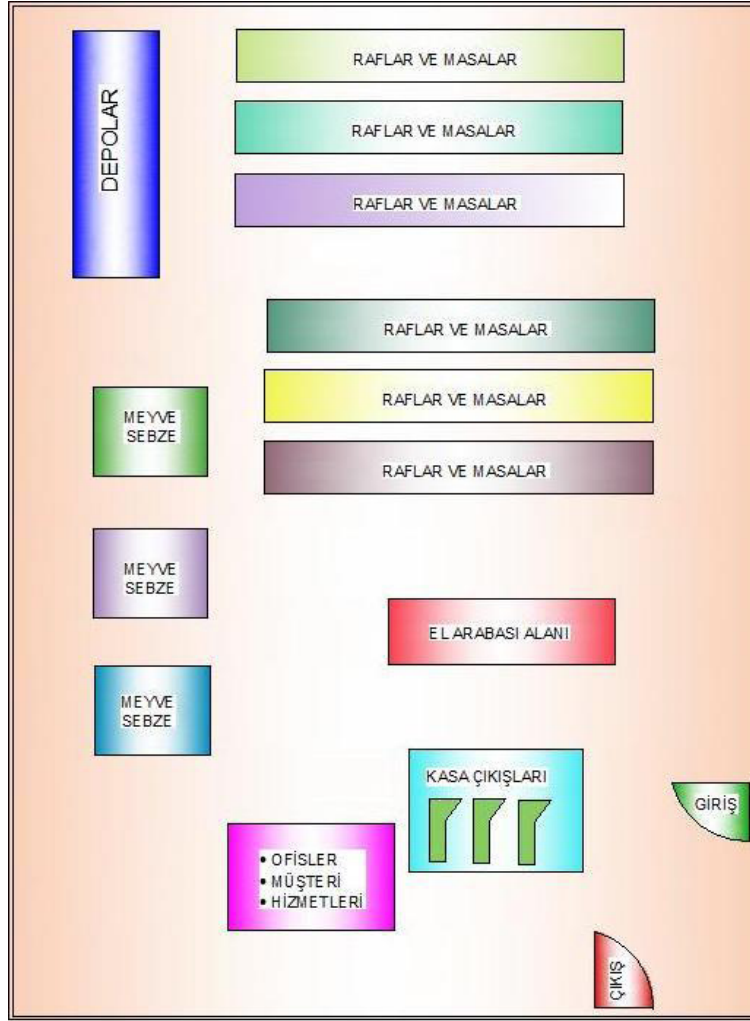 DEPOLAR
RAFLAR VE MASALAR
RAFLAR VE MASALAR
RAFLAR VE MASALAR
RAFLAR VE MASALAR
RAFLAR VE MASALAR
RAFLAR VE MASALAR
MEYVE
SEBZE
MEYVE
SEBZE
MEYVE
SEBZE
EL ARABASI ALANI
KASA ÇIKIŞLARI
GİRİŞ
• OFİSLER
• MÜŞTERİ
• HİZMETLERİ
ÇIKIŞ